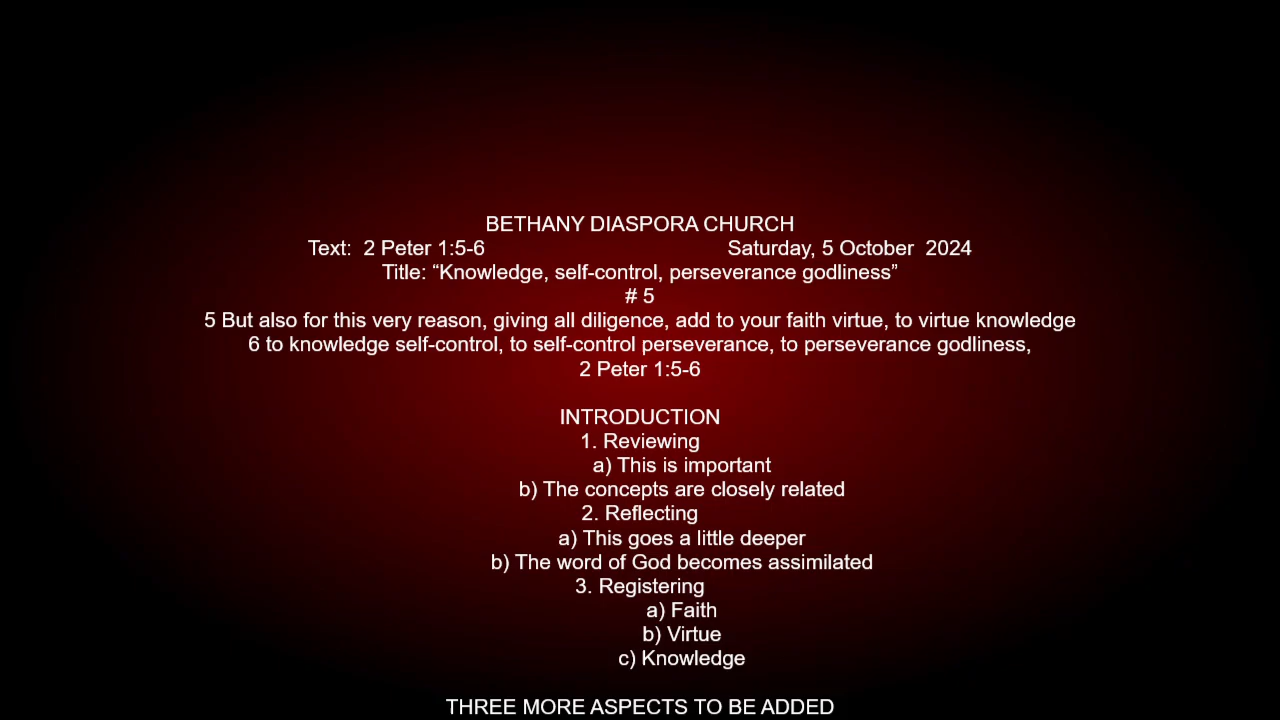 BETHANY DIASPORA CHURCH
Text:  2 Peter 1:5-6 Saturday, 5 October  2024
Title: “Knowledge, self-control, perseverance godliness”
# 5
5 But also for this very reason, giving all diligence, add to your faith virtue, to virtue knowledge
6 to knowledge self-control, to self-control perseverance, to perseverance godliness,
2 Peter 1:5-6
INTRODUCTION
1. Reviewing
a) This is important
b) The concepts are closely related
2. Reflecting
a) This goes a little deeper
b) The word of God becomes assimilated
3. Registering
a) Faith
b) Virtue
c) Knowledge
THREE MORE ASPECTS TO BE ADDED